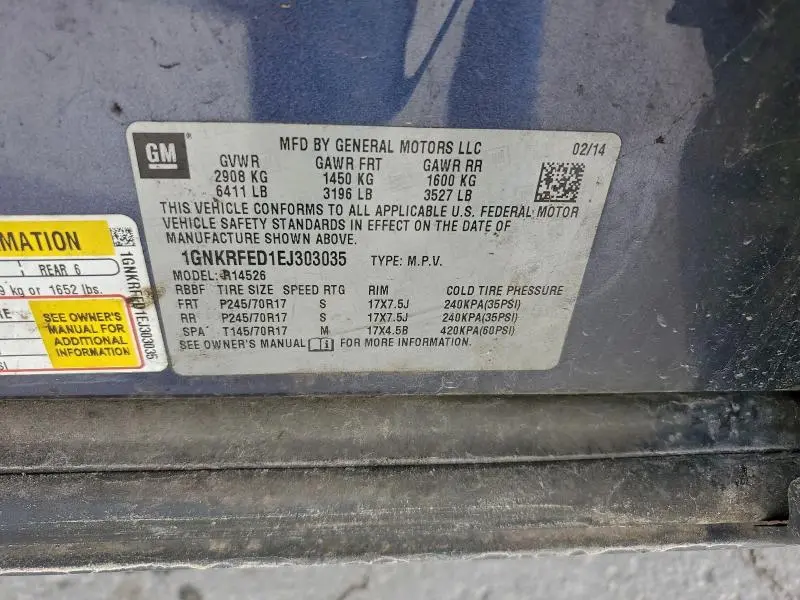 GM
MFD BY GENERAL MOTORS LLC 02/14
GVWR GAWR FRT GAWR RR
2908 KG 1450 KG 1600 KG
6411 LB 3196 LB 3527 LB
THIS VEHICLE CONFORMS TO ALL APPLICABLE U.S. FEDERAL MOTOR
VEHICLE SAFETY STANDARDS IN EFFECT ON THE DATE OF
MANUFACTURE SHOWN ABOVE.
1GNKRFED1EJ303035 TYPE: M.P.V.
MODEL: R14526
RBBF TIRE SIZE SPEED RTG RIM COLD TIRE PRESSURE
FRT P245/70R17 S 17X7.5J 240KPA(35PSI)
RR P245/70R17 S 17X7.5J 240KPA(35PSI)
SPA T145/70R17 M 17X4.5B 420KPA(60PSI)
SEE OWNER'S MANUAL i FOR MORE INFORMATION.
MATION
REAR 6
9 kg or 1652 lbs.
SEE OWNER'S
MANUAL FOR
ADDITIONAL
INFORMATION
1GNKRFED1EJ303035